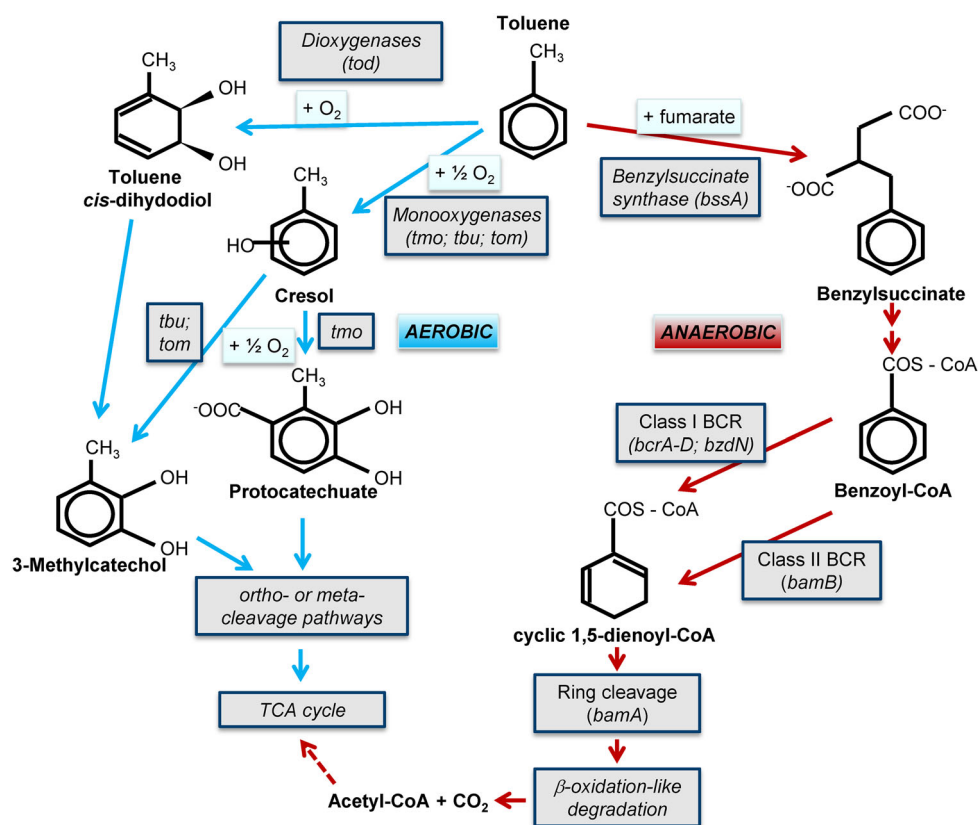 Toluene
CH3
Dioxygenases
(tod)
+ O2
CH3
OH
OH
Toluene
cis-dihydodiol
+ fumarate
Benzylsuccinate
synthase (bssA)
COO-
-OOC
Benzylsuccinate
+ ½ O2
Monooxygenases
(tmo; tbu; tom)
CH3
HO
Cresol
tbu;
tom
+ ½ O2
tmo
AEROBIC
ANAEROBIC
COS - CoA
Benzoyl-CoA
CH3
-OOC
OH
OH
Protocatechuate
CH3
OH
OH
3-Methylcatechol
Class I BCR
(bcrA-D; bzdN)
COS - CoA
Class II BCR
(bamB)
cyclic 1,5-dienoyl-CoA
ortho- or meta-
cleavage pathways
TCA cycle
Ring cleavage
(bamA)
β-oxidation-like
degradation
Acetyl-CoA + CO2